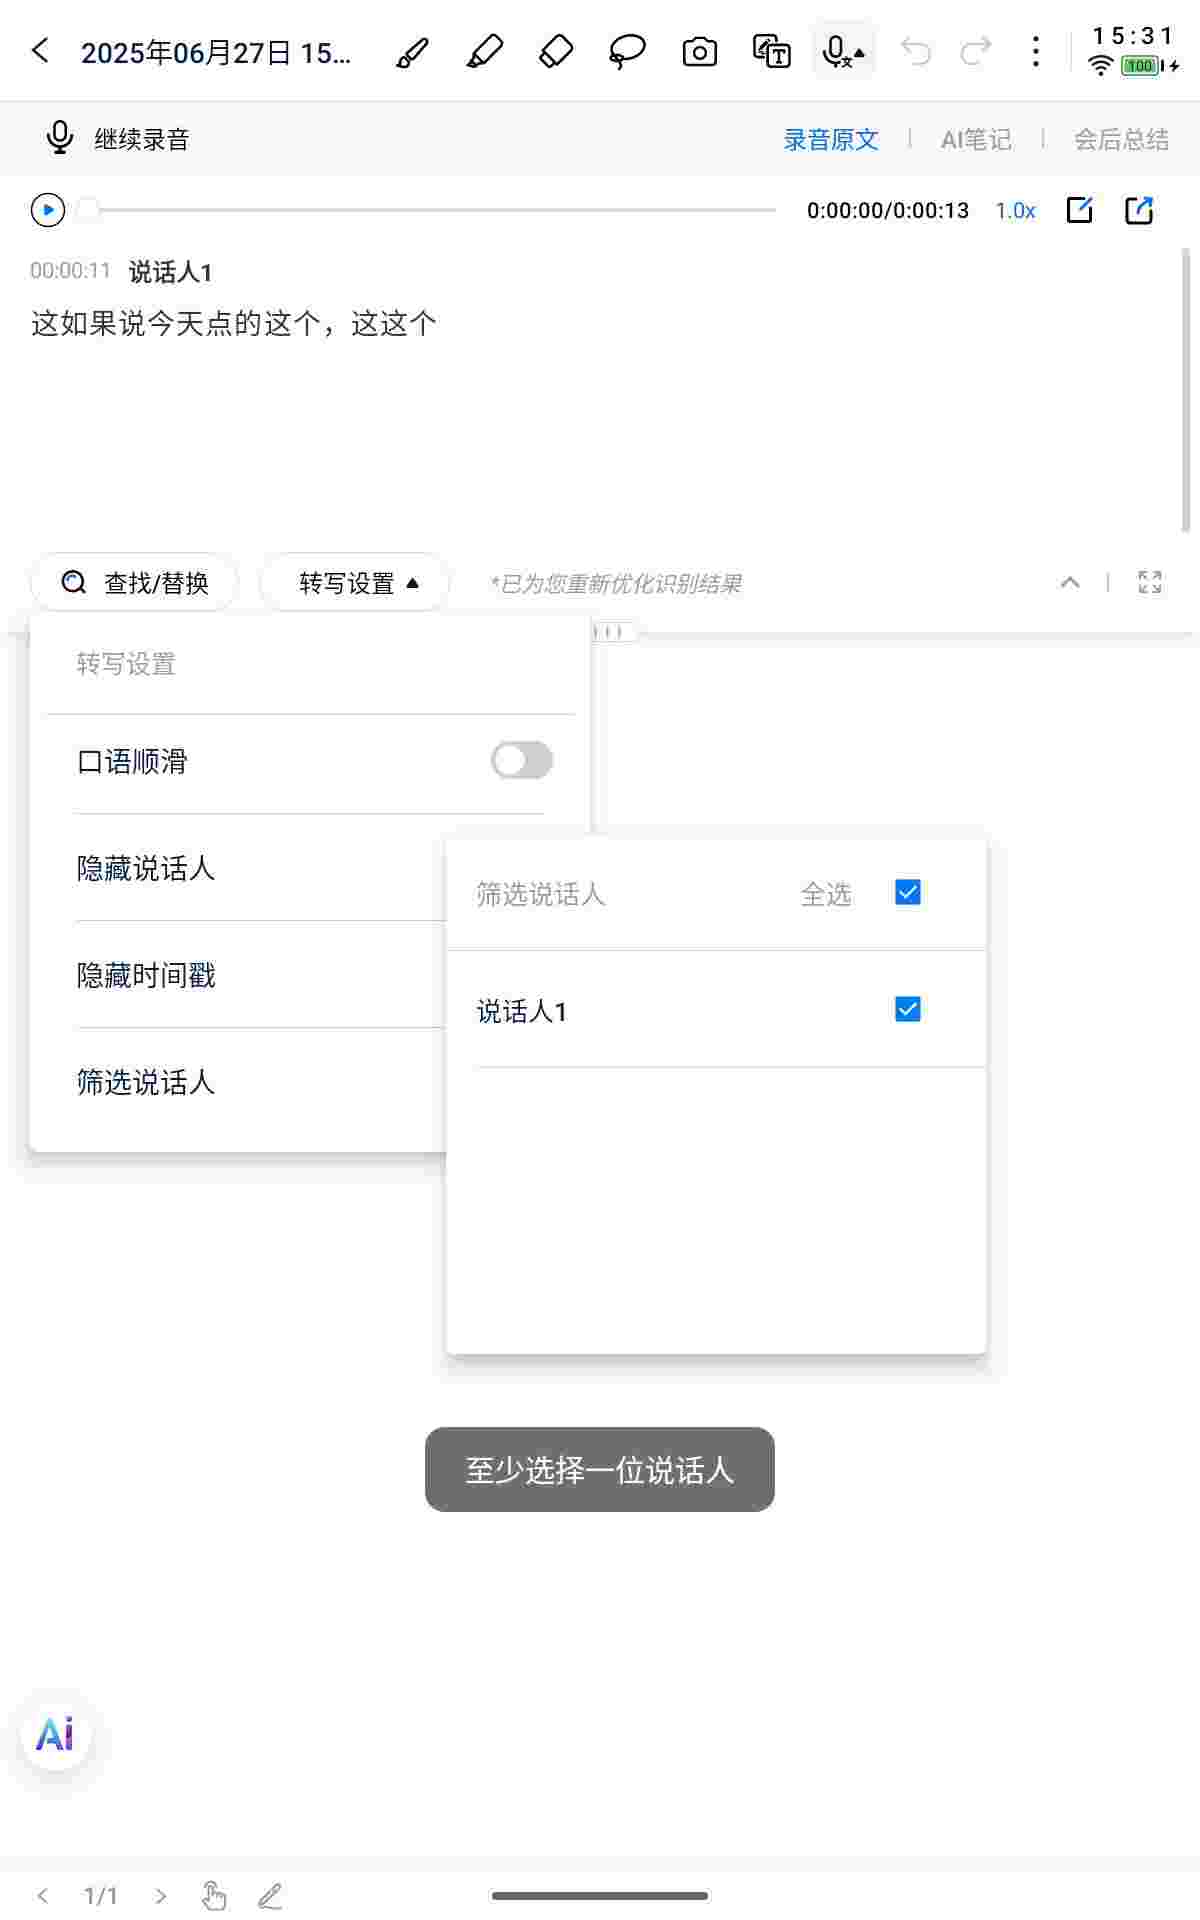 2025年06月27日 15...
15:31
100
继续录音
录音原文
AI笔记
会后总结
0:00:00/0:00:13
1.0x
00:00:11 说话人1
这如果说今天点的这个，这这个
查找/替换
转写设置
*已为您重新优化识别结果
转写设置
口语顺滑
隐藏说话人
隐藏时间戳
筛选说话人
筛选说话人 全选
说话人1
至少选择一位说话人
Ai
1/1